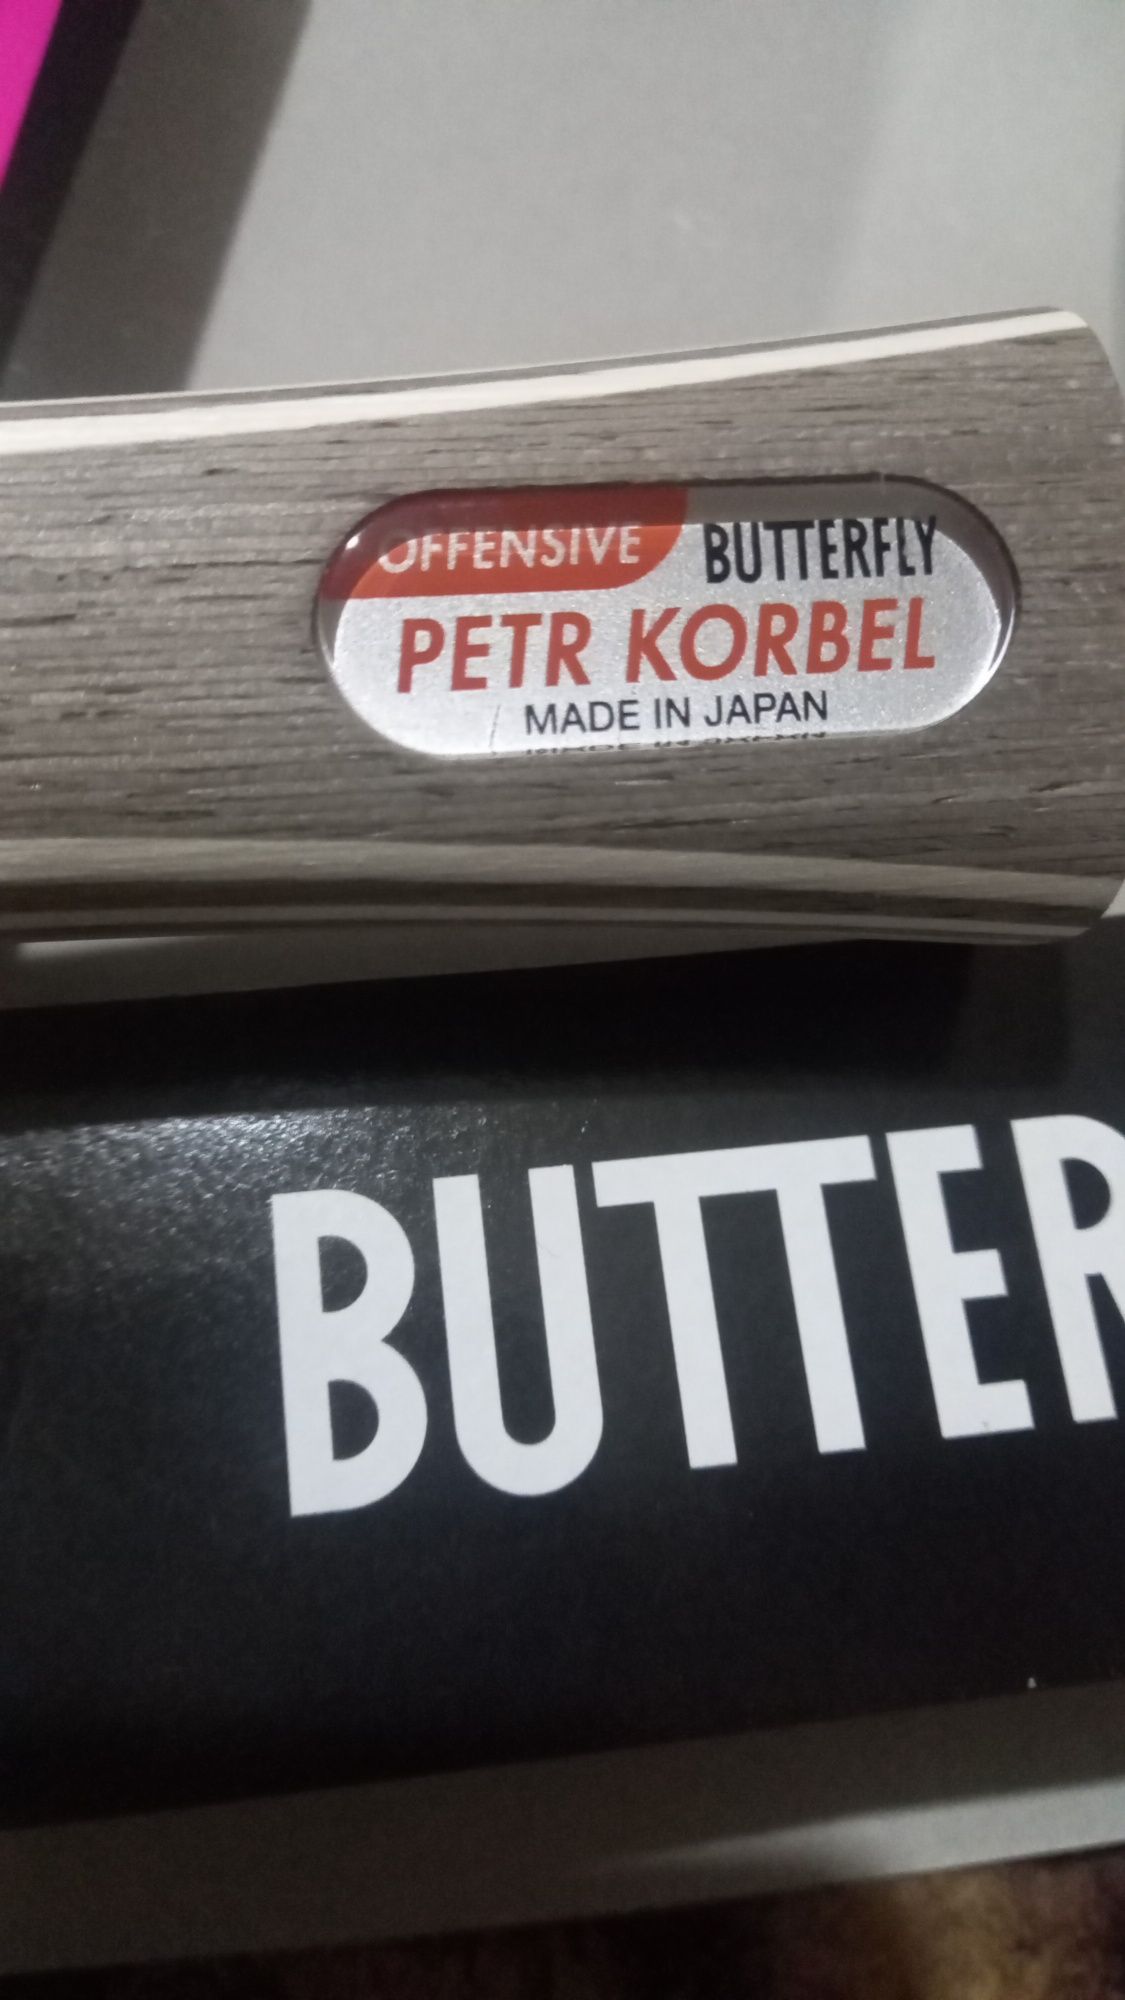 OFFENSIVE BUTTERFLY
PETR KORBEL
MADE IN JAPAN
BUTTER